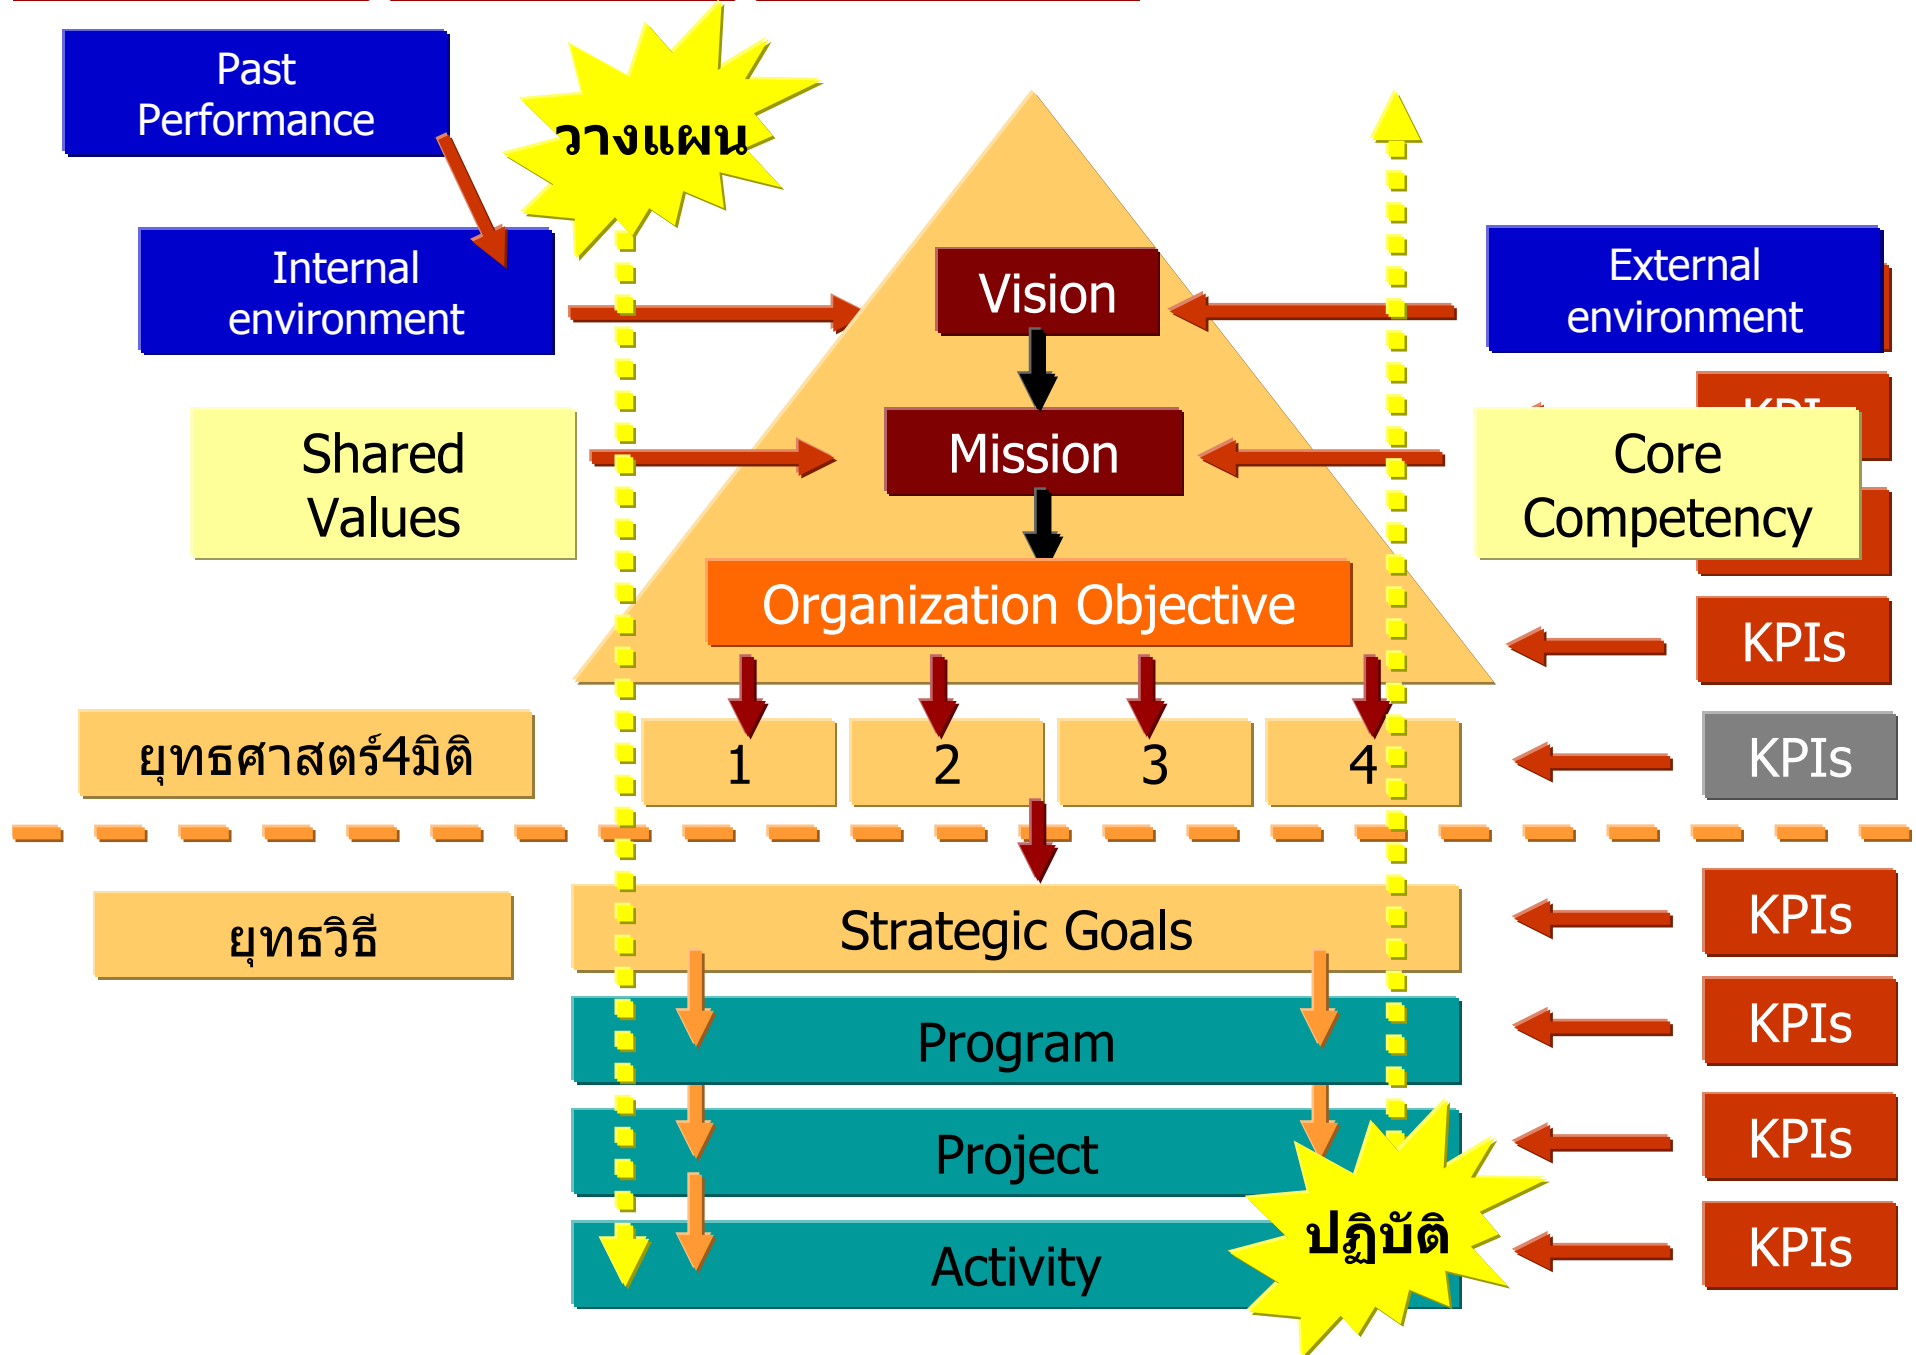 Past
Performance
วางแผน
Internal
environment
Vision
External
environment
Shared
Values
Mission
KPIs
Core
Competency
Organization Objective
KPIs
ยุทธศาสตร์4มิติ
1
2
3
4
KPIs
ยุทธวิธี
Strategic Goals
KPIs
Program
KPIs
Project
KPIs
Activity
ปฏิบัติ
KPIs